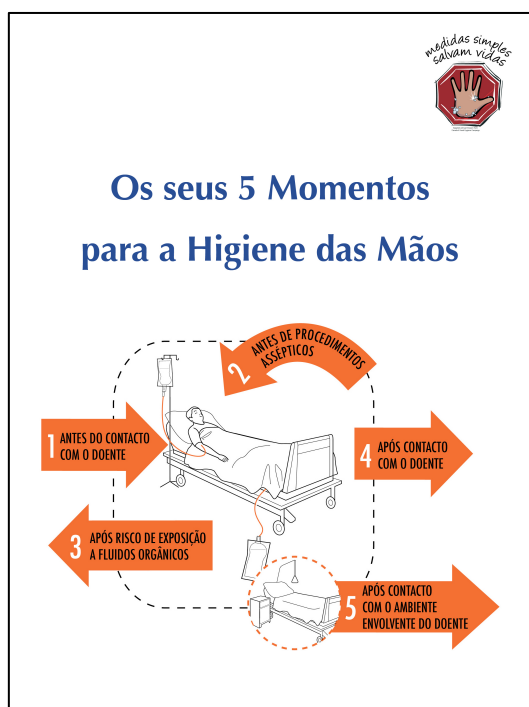 medidas simples
salvam vidas
Os seus 5 Momentos
para a Higiene das Mãos
2 ANTES DE PROCEDIMENTOS
ASSÉPTICOS
1 ANTES DO CONTACTO
COM O DOENTE
4 APÓS CONTACTO
COM O DOENTE
3 APÓS RISCO DE EXPOSIÇÃO
A FLUIDOS ORGÂNICOS
5 APÓS CONTACTO
COM O AMBIENTE
ENVOLVENTE DO DOENTE